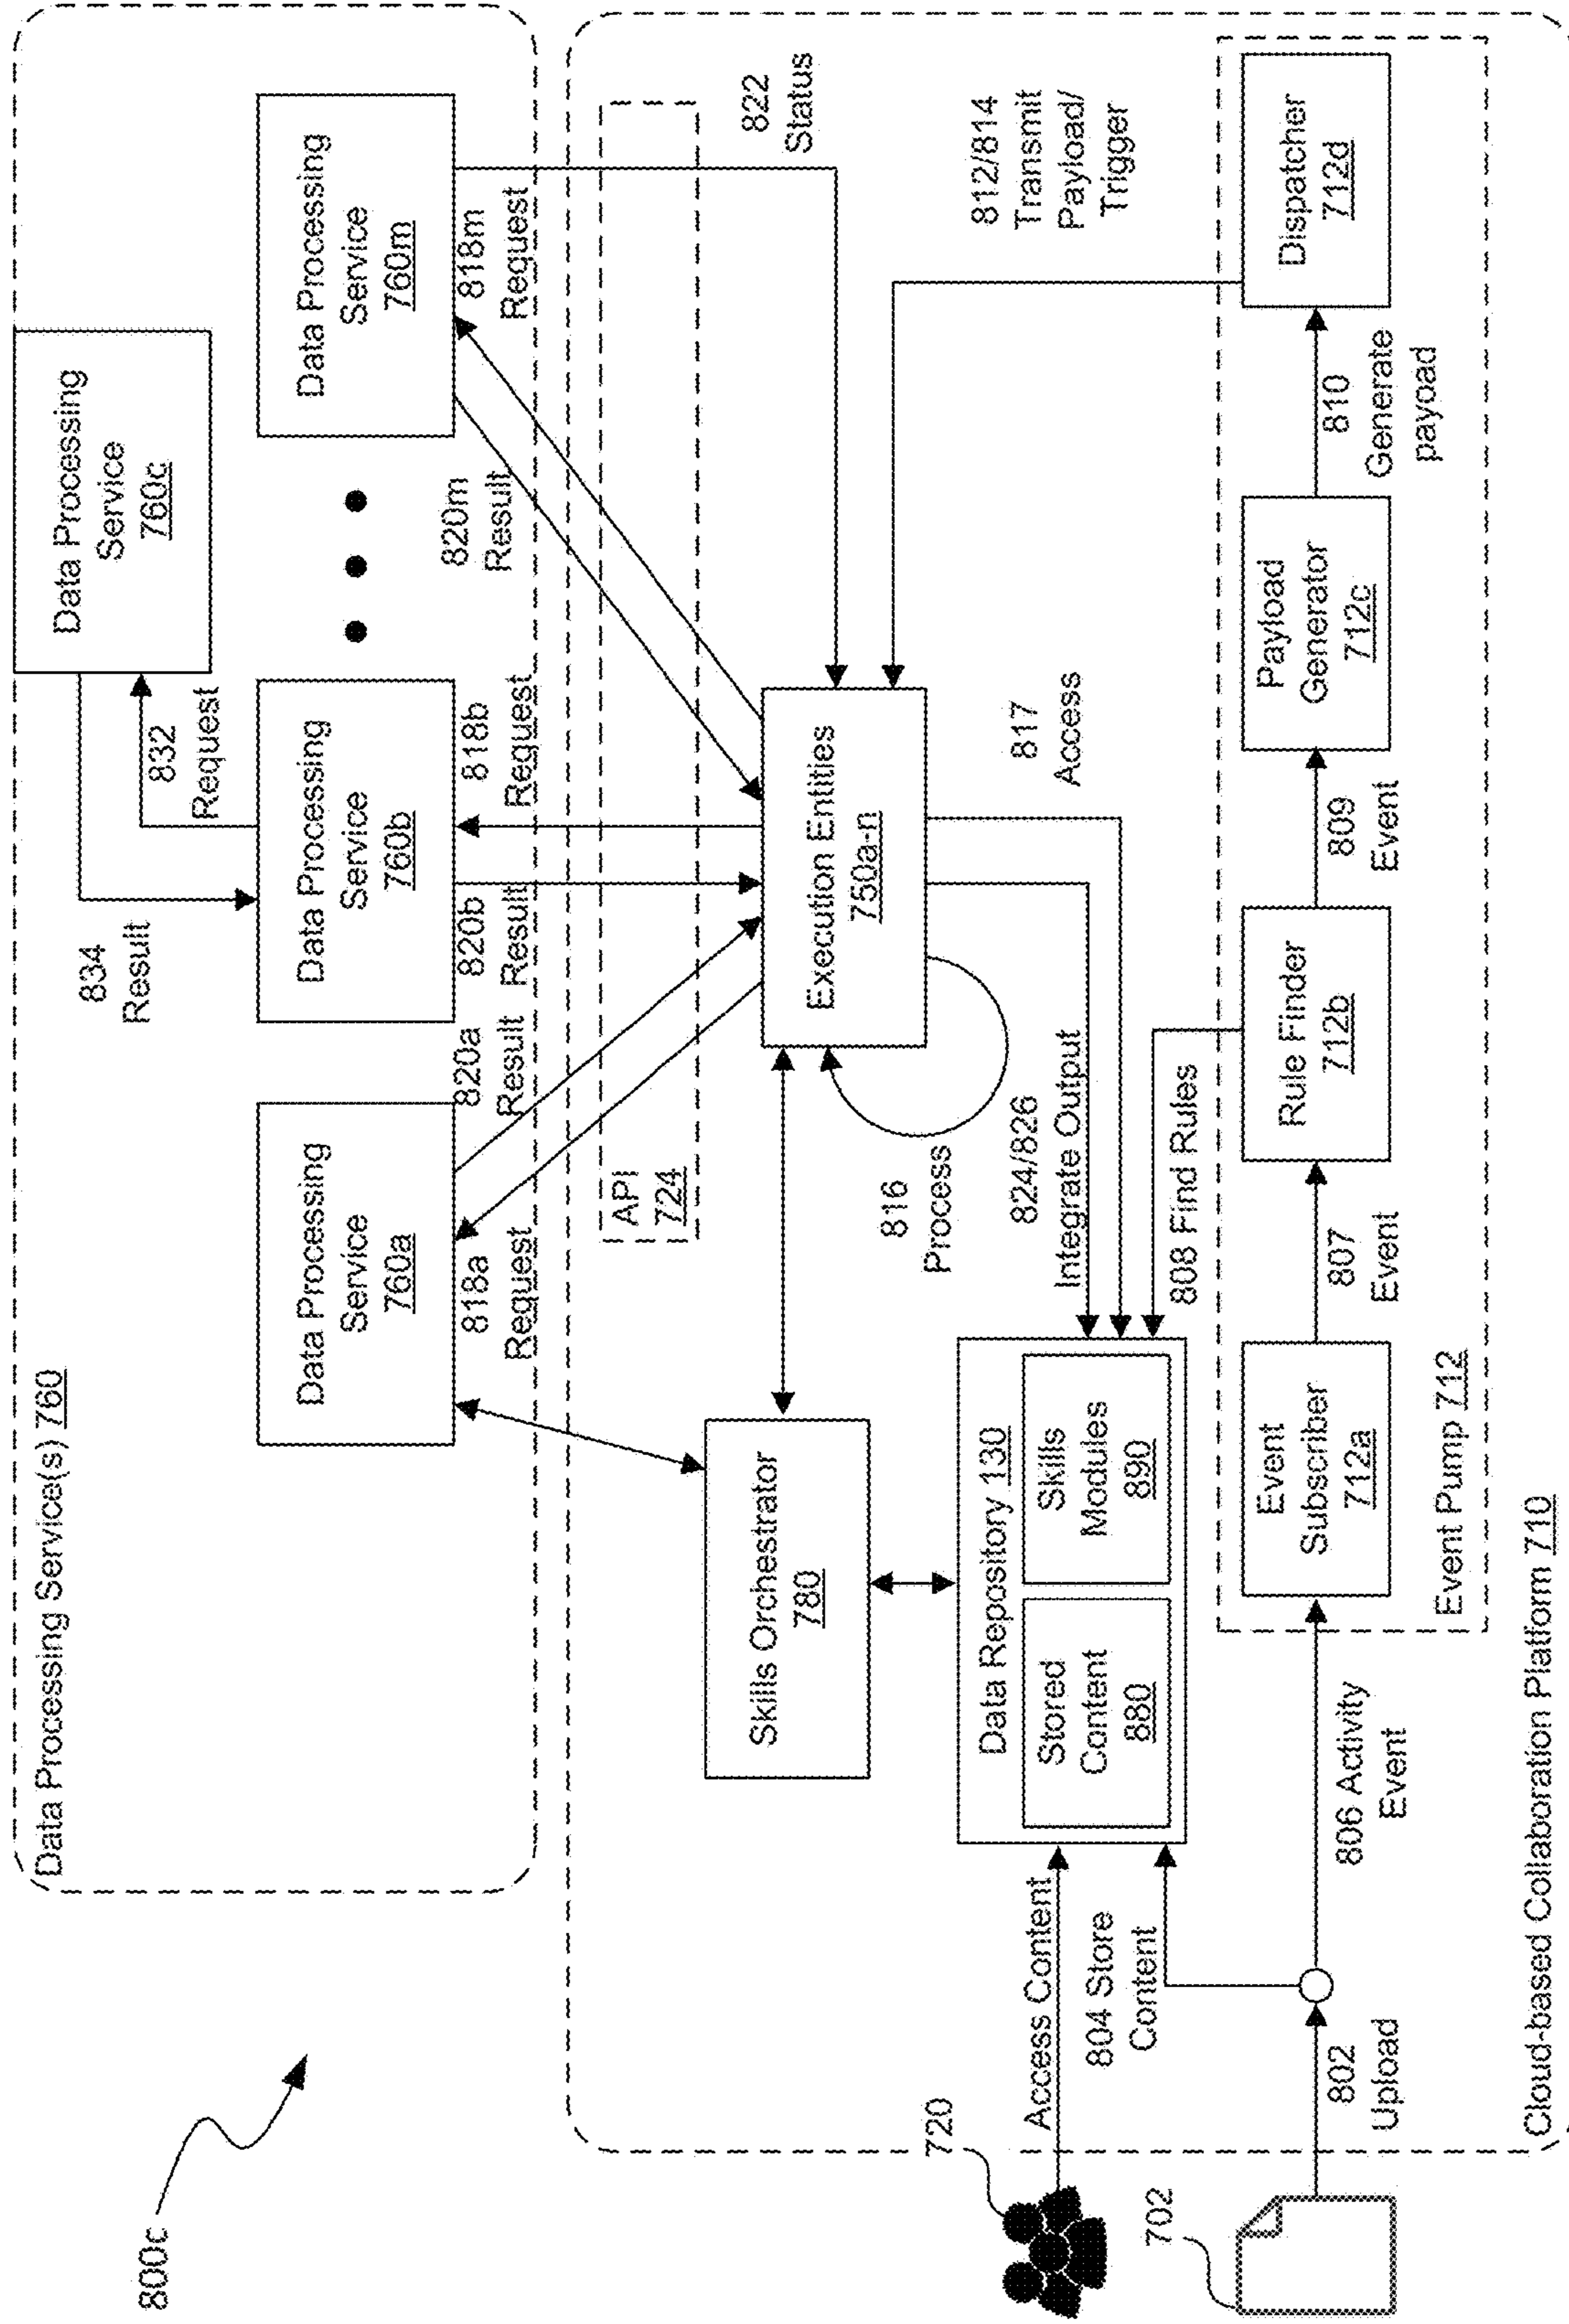 800c
Data Processing Service(s) 760
834
Result
832
Request
Data Processing
Service
760c
Data Processing
Service
760a
Data Processing
Service
760b
Data Processing
Service
760m
818a
Request
820a
Result
820b
Result
818b
Request
820m
Result
818m
Request
API
724
822
Status
Skills Orchestrator
780
Execution Entities
750a-n
816
Process
817
Access
812/814
Transmit
Payload/
Trigger
824/826
Integrate Output
808 Find Rules
720
Access Content
804 Store
Content
Data Repository 130
Stored
Content
880
Skills
Modules
890
702
802
Upload
806 Activity
Event
Event
Subscriber
712a
807
Event
Rule Finder
712b
809
Event
Payload
Generator
712c
810
Generate
payoad
Dispatcher
712d
Event Pump 712
Cloud-based Collaboration Platform 710